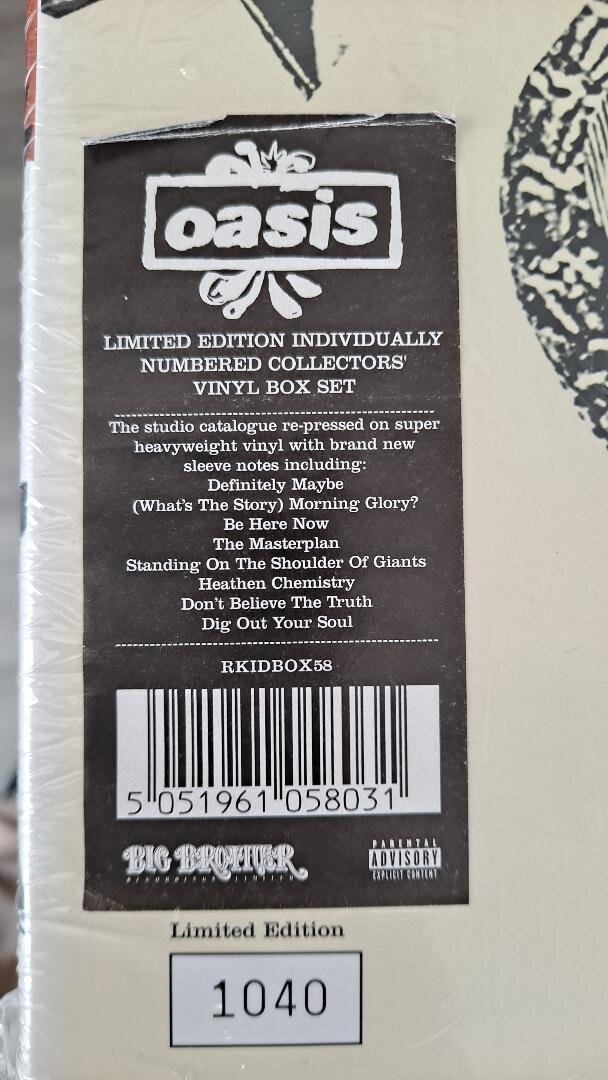 oasis
LIMITED EDITION INDIVIDUALLY
NUMBERED COLLECTORS'
VINYL BOX SET
The studio catalogue re-pressed on super
heavyweight vinyl with brand new
sleeve notes including:
Definitely Maybe
(What's The Story) Morning Glory?
Be Here Now
The Masterplan
Standing On The Shoulder Of Giants
Heathen Chemistry
Don't Believe The Truth
Dig Out Your Soul
RKIDBOX58
5 051961 058031
BIG BROTHER
PARENTAL
ADVISORY
EXPLICIT CONTENT
Limited Edition
1040